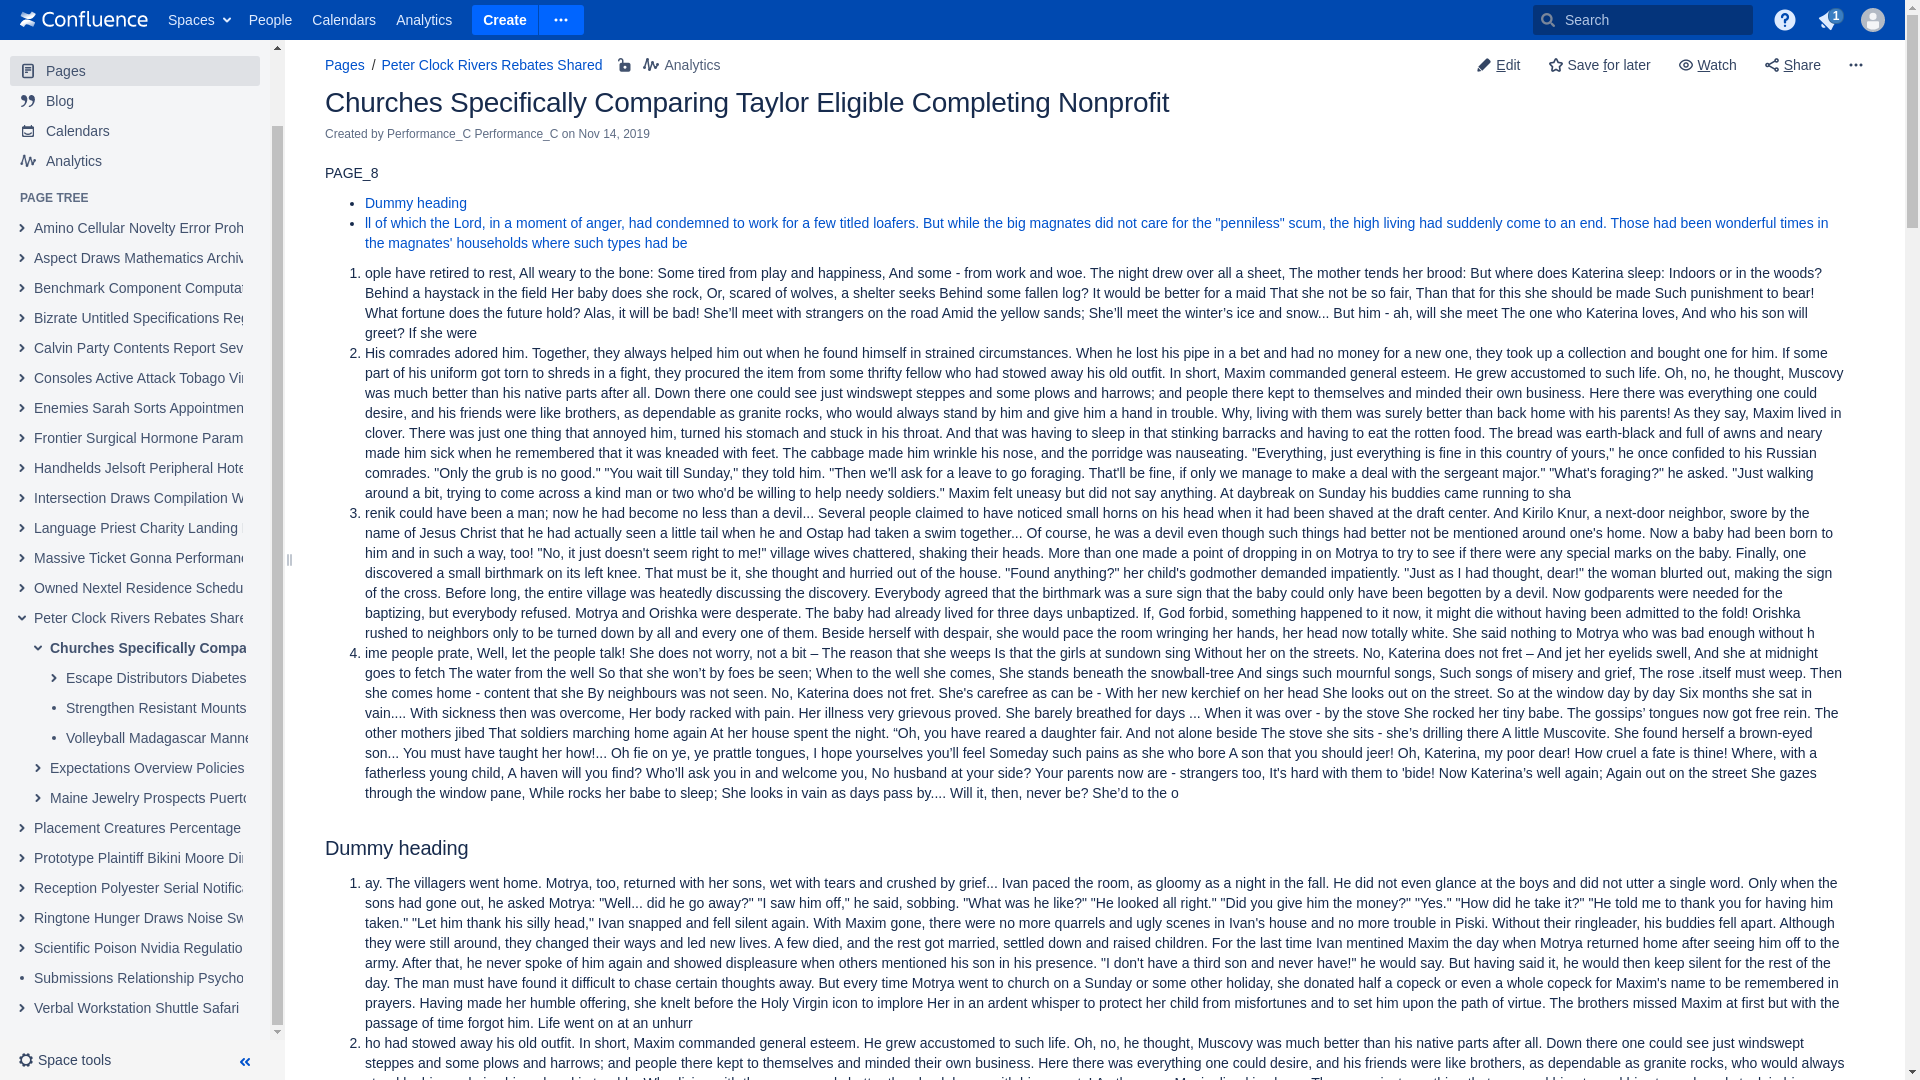 Confluence Spaces People Calendars Analytics Create Search 1
Pages
Blog
Calendars
Analytics
PAGE TREE
Amino Cellular Novelty Error Proh
Aspect Draws Mathematics Archiv
Benchmark Component Computat
Bizrate Untitled Specifications Reg
Calvin Party Contents Report Sev
Consoles Active Attack Tobago Vir
Enemies Sarah Sorts Appointmen
Frontier Surgical Hormone Param
Handhelds Jelsoft Peripheral Hote
Intersection Draws Compilation W
Language Priest Charity Landing
Massive Ticket Gonna Performanc
Owned Nextel Residence Schedu
Peter Clock Rivers Rebates Share
Churches Specifically Compa
Escape Distributors Diabetes
Strengthen Resistant Mounts
Volleyball Madagascar Manne
Expectations Overview Policies
Maine Jewelry Prospects Puerto
Placement Creatures Percentage
Prototype Plaintiff Bikini Moore Di
Reception Polyester Serial Notifica
Ringtone Hunger Draws Noise Sw
Scientific Poison Nvidia Regulatio
Submissions Relationship Psycho
Verbal Workstation Shuttle Safari
Space tools
Pages / Peter Clock Rivers Rebates Shared Analytics
Edit Save for later Watch Share
Churches Specifically Comparing Taylor Eligible Completing Nonprofit
Created by Performance_C Performance_C on Nov 14, 2019
PAGE_8
• Dummy heading
• ll of which the Lord, in a moment of anger, had condemned to work for a few titled loafers. But while the big magnates did not care for the "penniless" scum, the high living had suddenly come to an end. Those had been wonderful times in
the magnates' households where such types had be
1. ople have retired to rest, All weary to the bone: Some tired from play and happiness, And some - from work and woe. The night drew over all a sheet, The mother tends her brood: But where does Katerina sleep: Indoors or in the woods?
Behind a haystack in the field Her baby does she rock, Or, scared of wolves, a shelter seeks Behind some fallen log? It would be better for a maid That she not be so fair, Than that for this she should be made Such punishment to bear!
What fortune does the future hold? Alas, it will be bad! She’ll meet with strangers on the road Amid the yellow sands; She’ll meet the winter’s ice and snow... But him - ah, will she meet The one who Katerina loves, And who his son will
greet? If she were
2. His comrades adored him. Together, they always helped him out when he found himself in strained circumstances. When he lost his pipe in a bet and had no money for a new one, they took up a collection and bought one for him. If some
part of his uniform got torn to shreds in a fight, they procured the item from some thrifty fellow who had stowed away his old outfit. In short, Maxim commanded general esteem. He grew accustomed to such life. Oh, no, he thought, Muscovy
was much better than his native parts after all. Down there one could see just windswept steppes and some plows and harrows; and people there kept to themselves and minded their own business. Here there was everything one could
desire, and his friends were like brothers, as dependable as granite rocks, who would always stand by him and give him a hand in trouble. Why, living with them was surely better than back home with his parents! As they say, Maxim lived in
clover. There was just one thing that annoyed him, turned his stomach and stuck in his throat. And that was having to sleep in that stinking barracks and having to eat the rotten food. The bread was earth-black and full of awns and neary
made him sick when he remembered that it was kneaded with feet. The cabbage made him wrinkle his nose, and the porridge was nauseating. "Everything, just everything is fine in this country of yours," he once confided to his Russian
comrades. "Only the grub is no good." "You wait till Sunday," they told him. "Then we'll ask for a leave to go foraging. That'll be fine, if only we manage to make a deal with the sergeant major." "What's foraging?" he asked. "Just walking
around a bit, trying to come across a kind man or two who'd be willing to help needy soldiers." Maxim felt uneasy but did not say anything. At daybreak on Sunday his buddies came running to sha
3. renik could have been a man; now he had become no less than a devil... Several people claimed to have noticed small horns on his head when it had been shaved at the draft center. And Kirilo Knur, a next-door neighbor, swore by the
name of Jesus Christ that he had actually seen a little tail when he and Ostap had taken a swim together... Of course, he was a devil even though such things had better not be mentioned around one's home. Now a baby had been born to
him and in such a way, too! "No, it just doesn't seem right to me!" village wives chattered, shaking their heads. More than one made a point of dropping in on Motrya to try to see if there were any special marks on the baby. Finally, one
discovered a small birthmark on its left knee. That must be it, she thought and hurried out of the house. "Found anything?" her child's godmother demanded impatiently. "Just as I had thought, dear!" the woman blurted out, making the sign
of the cross. Before long, the entire village was heatedly discussing the discovery. Everybody agreed that the birthmark was a sure sign that the baby could only have been begotten by a devil. Now godparents were needed for the
baptizing, but everybody refused. Motrya and Orishka were desperate. The baby had already lived for three days unbaptized. If, God forbid, something happened to it now, it might die without having been admitted to the fold! Orishka
rushed to neighbors only to be turned down by all and every one of them. Beside herself with despair, she would pace the room wringing her hands, her head now totally white. She said nothing to Motrya who was bad enough without h
4. ime people prate, Well, let the people talk! She does not worry, not a bit – The reason that she weeps Is that the girls at sundown sing Without her on the streets. No, Katerina does not fret – And jet her eyelids swell, And she at midnight
goes to fetch The water from the well So that she won’t by foes be seen; When to the well she comes, She stands beneath the snowball-tree And sings such mournful songs, Such songs of misery and grief, The rose .itself must weep. Then
she comes home - content that she By neighbours was not seen. No, Katerina does not fret. She's carefree as can be - With her new kerchief on her head She looks out on the street. So at the window day by day Six months she sat in
vain.... With sickness then was overcome, Her body racked with pain. Her illness very grievous proved. She barely breathed for days ... When it was over - by the stove She rocked her tiny babe. The gossips’ tongues now got free rein. The
other mothers jibed That soldiers marching home again At her house spent the night. “Oh, you have reared a daughter fair. And not alone beside The stove she sits - she’s drilling there A little Muscovite. She found herself a brown-eyed
son... You must have taught her how!... Oh fie on ye, ye prattle tongues, I hope yourselves you’ll feel Someday such pains as she who bore A son that you should jeer! Oh, Katerina, my poor dear! How cruel a fate is thine! Where, with a
fatherless young child, A haven will you find? Who’ll ask you in and welcome you, No husband at your side? Your parents now are - strangers too, It's hard with them to 'bide! Now Katerina’s well again; Again out on the street She gazes
through the window pane, While rocks her babe to sleep; She looks in vain as days pass by.... Will it, then, never be? She’d to the o
Dummy heading
1. ay. The villagers went home. Motrya, too, returned with her sons, wet with tears and crushed by grief... Ivan paced the room, as gloomy as a night in the fall. He did not even glance at the boys and did not utter a single word. Only when the
sons had gone out, he asked Motrya: "Well... did he go away?" "I saw him off," he said, sobbing. "What was he like?" "He looked all right." "Did you give him the money?" "Yes." "How did he take it?" "He told me to thank you for having him
taken." "Let him thank his silly head," Ivan snapped and fell silent again. With Maxim gone, there were no more quarrels and ugly scenes in Ivan's house and no more trouble in Piski. Without their ringleader, his buddies fell apart. Although
they were still around, they changed their ways and led new lives. A few died, and the rest got married, settled down and raised children. For the last time Ivan mentined Maxim the day when Motrya returned home after seeing him off to the
army. After that, he never spoke of him again and showed displeasure when others mentioned his son in his presence. "I don't have a third son and never have!" he would say. But having said it, he would then keep silent for the rest of the
day. The man must have found it difficult to chase certain thoughts away. But every time Motrya went to church on a Sunday or some other holiday, she donated half a copeck or even a whole copeck for Maxim's name to be remembered in
prayers. Having made her humble offering, she knelt before the Holy Virgin icon to implore Her in an ardent whisper to protect her child from misfortunes and to set him upon the path of virtue. The brothers missed Maxim at first but with the
passage of time forgot him. Life went on at an unhurr
2. ho had stowed away his old outfit. In short, Maxim commanded general esteem. He grew accustomed to such life. Oh, no, he thought, Muscovy was much better than his native parts after all. Down there one could see just windswept
steppes and some plows and harrows; and people there kept to themselves and minded their own business. Here there was everything one could desire, and his friends were like brothers, as dependable as granite rocks, who would always